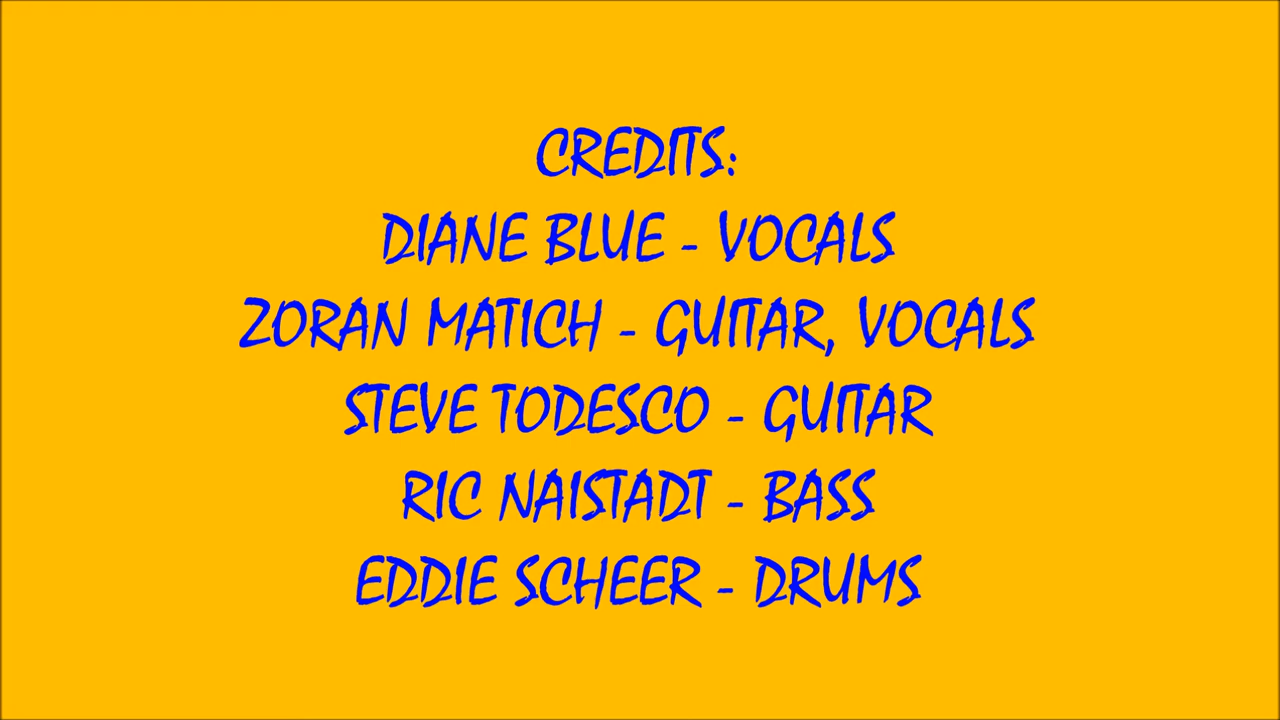 CREDITS:
DIANE BLUE - VOCALS
ZORAN MATICH - GUITAR, VOCALS
STEVE TODESCO - GUITAR
RIC NAISTADT - BASS
EDDIE SCHEER - DRUMS